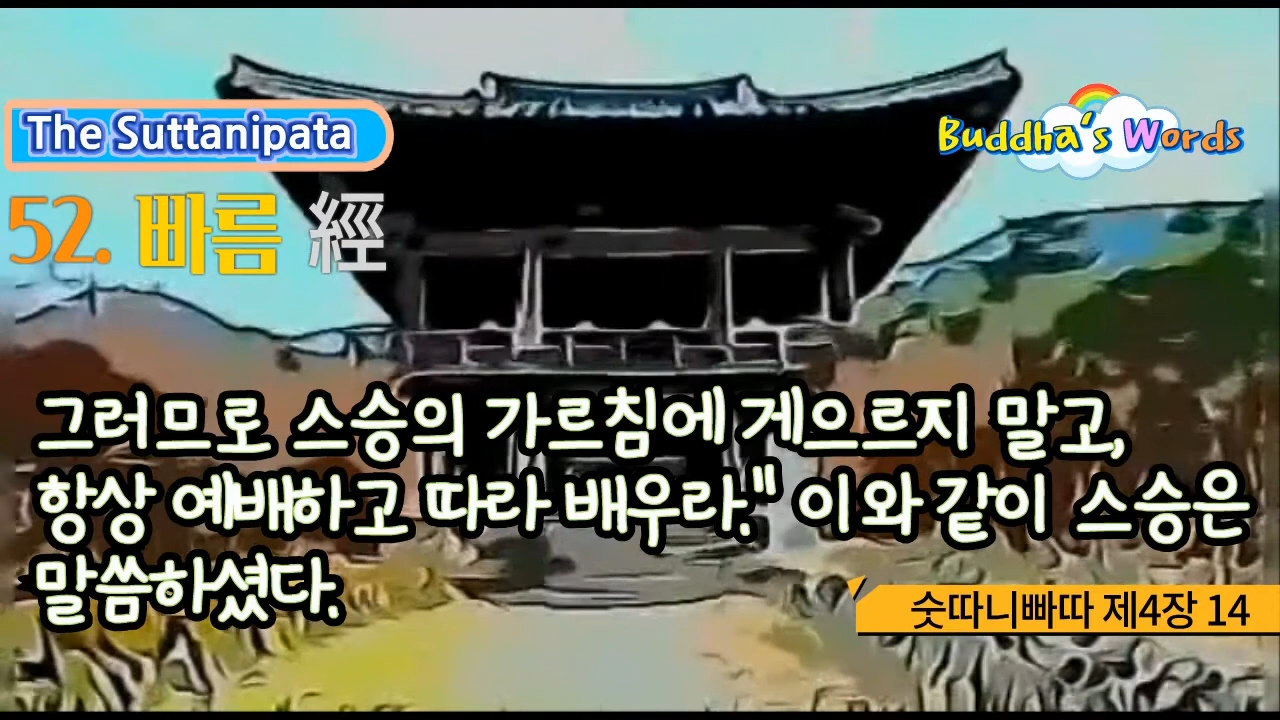 The Suttanipata
Buddha's Words
52. 빠름 經
그러므로 스승의 가르침에 게으르지 말고,
항상 예배하고 따라 배우라." 이와 같이 스승은
말씀하셨다.
숫따니빠따 제4장 14